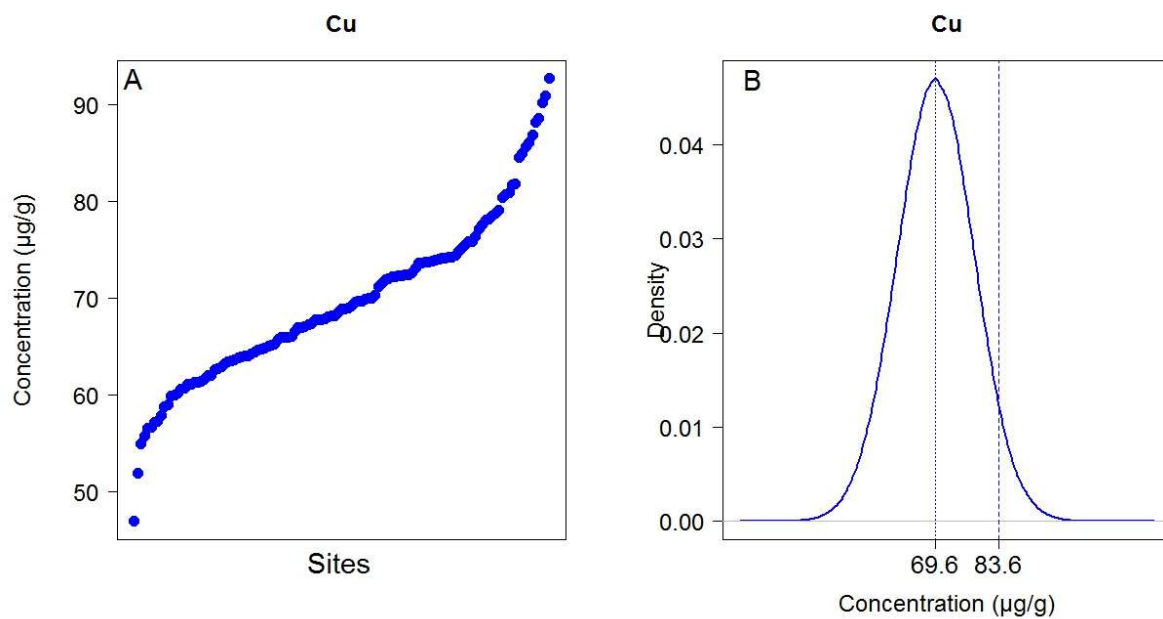 Cu
A
Concentration (µg/g)
90
80
70
60
50
Sites
Cu
B
Density
0.04
0.03
0.02
0.01
0.00
69.6 83.6
Concentration (µg/g)